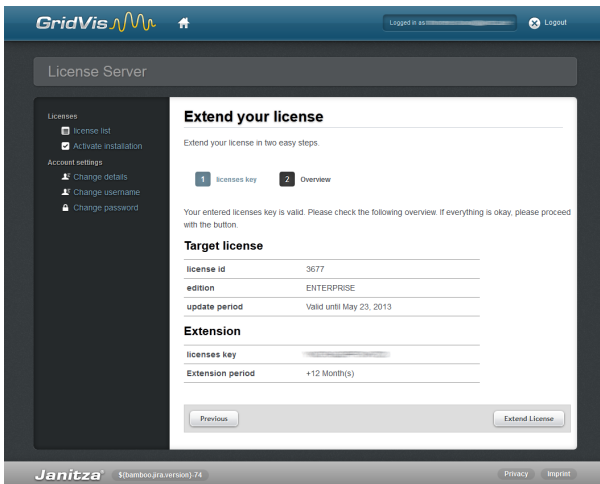 GridVis
Logged in as
Logout
License Server
Licenses
license list
Activate installation
Account settings
Change details
Change username
Change password
Extend your license
Extend your license in two easy steps.
1 licenses key 2 Overview
Your entered licenses key is valid. Please check the following overview. If everything is okay, please proceed
with the button.
Target license
license id 3677
edition ENTERPRISE
update period Valid until May 23, 2013
Extension
licenses key
Extension period +12 Month(s)
Previous Extend License
Janitza® ${bamboo.jira.version}-74 Privacy Imprint